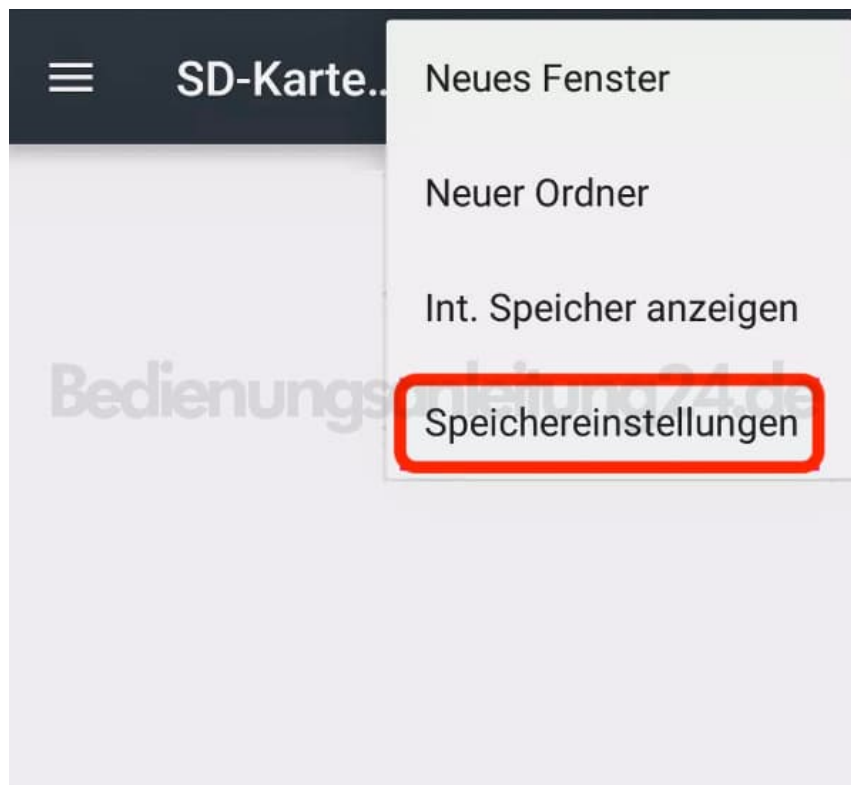 SD-Karte..
Neues Fenster
Neuer Ordner
Int. Speicher anzeigen
Bedienungsanleitung24.de
Speichereinstellungen